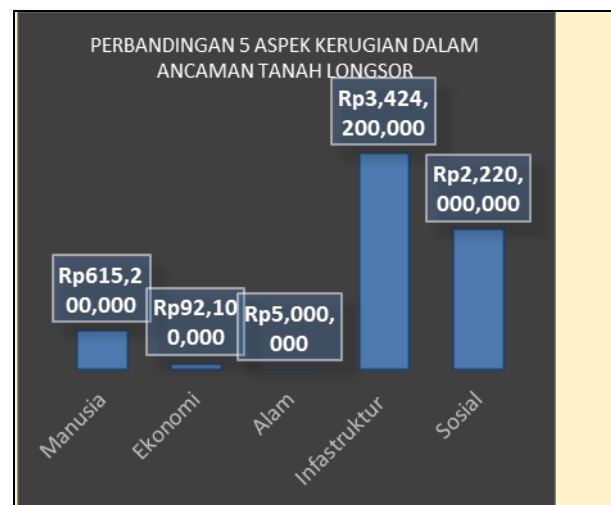 PERBANDINGAN 5 ASPEK KERUGIAN DALAM
ANCAMAN TANAH LONGSOR
Rp3,424,
200,000
Rp2,220,
000,000
Rp615,2
00,000
Rp92,10
0,000
Rp5,000,
000
Manusia
Ekonomi
Alam
Infastruktur
Sosial